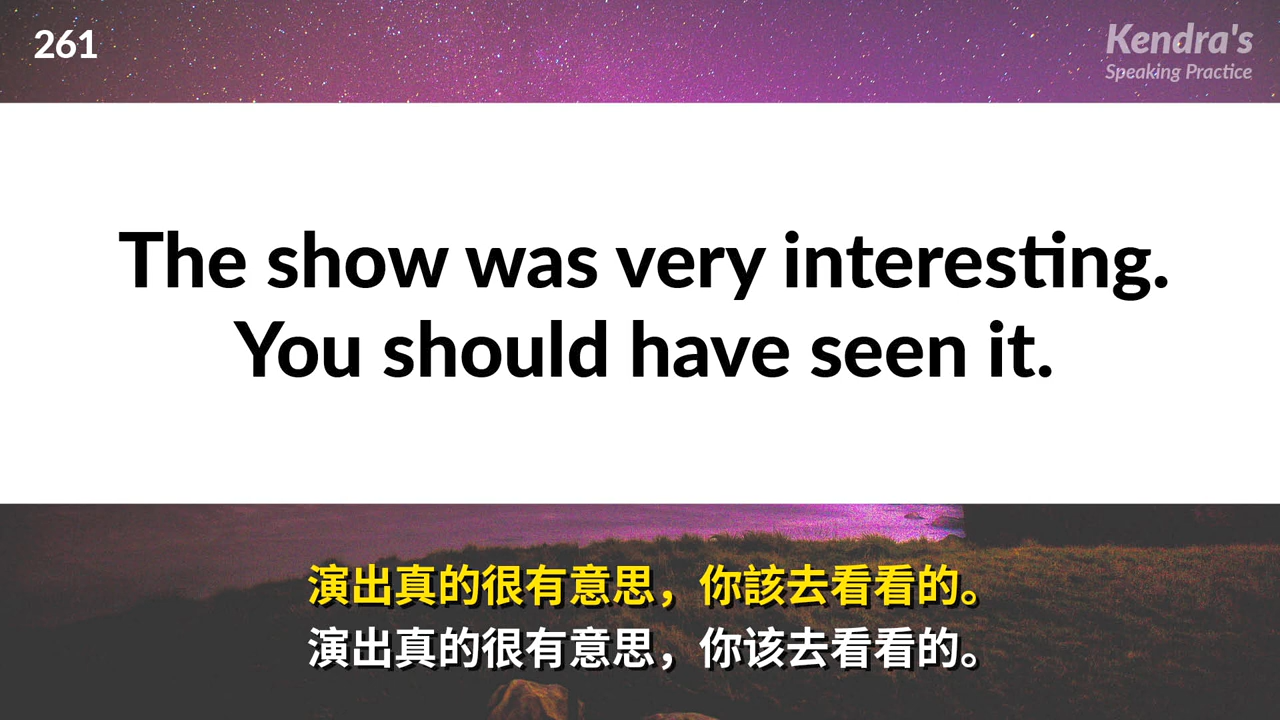 261
Kendra's
Speaking Practice
The show was very interesting.
You should have seen it.
演出真的很有意思，你該去看看的。
演出真的很有意思，你该去看看的。